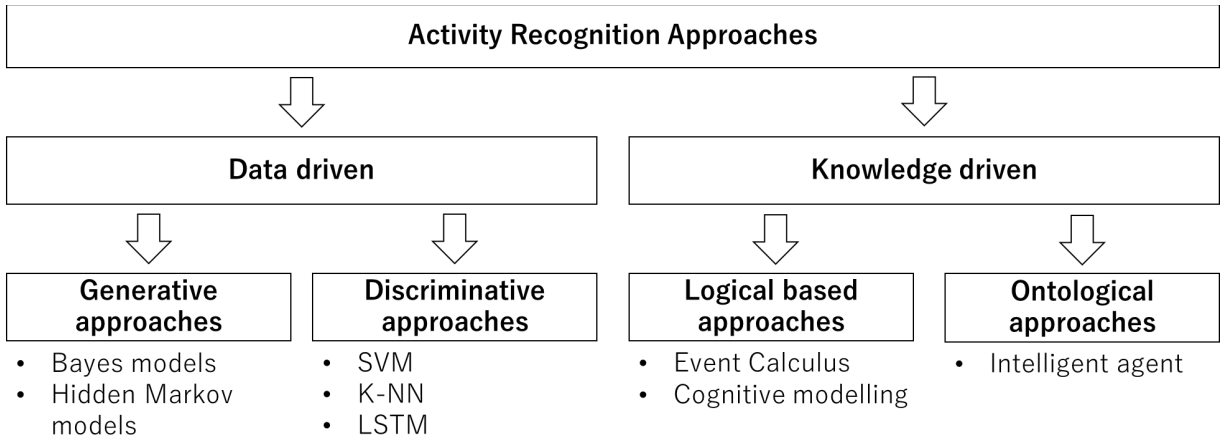 Activity Recognition Approaches
Data driven
Knowledge driven
Generative
approaches
• Bayes models
• Hidden Markov
models
Discriminative
approaches
• SVM
• K-NN
• LSTM
Logical based
approaches
• Event Calculus
• Cognitive modelling
Ontological
approaches
• Intelligent agent